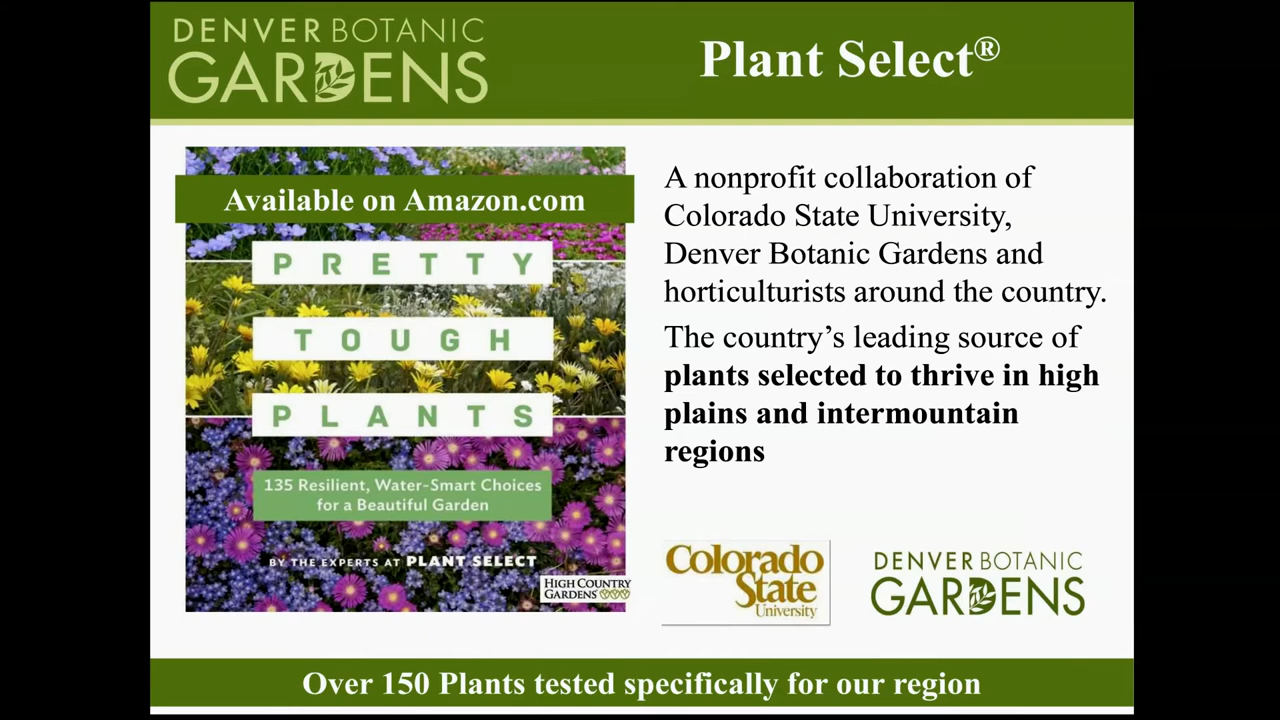 DENVER BOTANIC
GARDENS
Plant Select®
Available on Amazon.com
PRETTY
TOUGH
PLANTS
135 Resilient, Water-Smart Choices
for a Beautiful Garden
BY THE EXPERTS AT PLANT SELECT
HIGH COUNTRY
GARDENS
A nonprofit collaboration of
Colorado State University,
Denver Botanic Gardens and
horticulturists around the country.
The country’s leading source of
plants selected to thrive in high
plains and intermountain
regions
Colorado
State
University
DENVER BOTANIC
GARDENS
Over 150 Plants tested specifically for our region